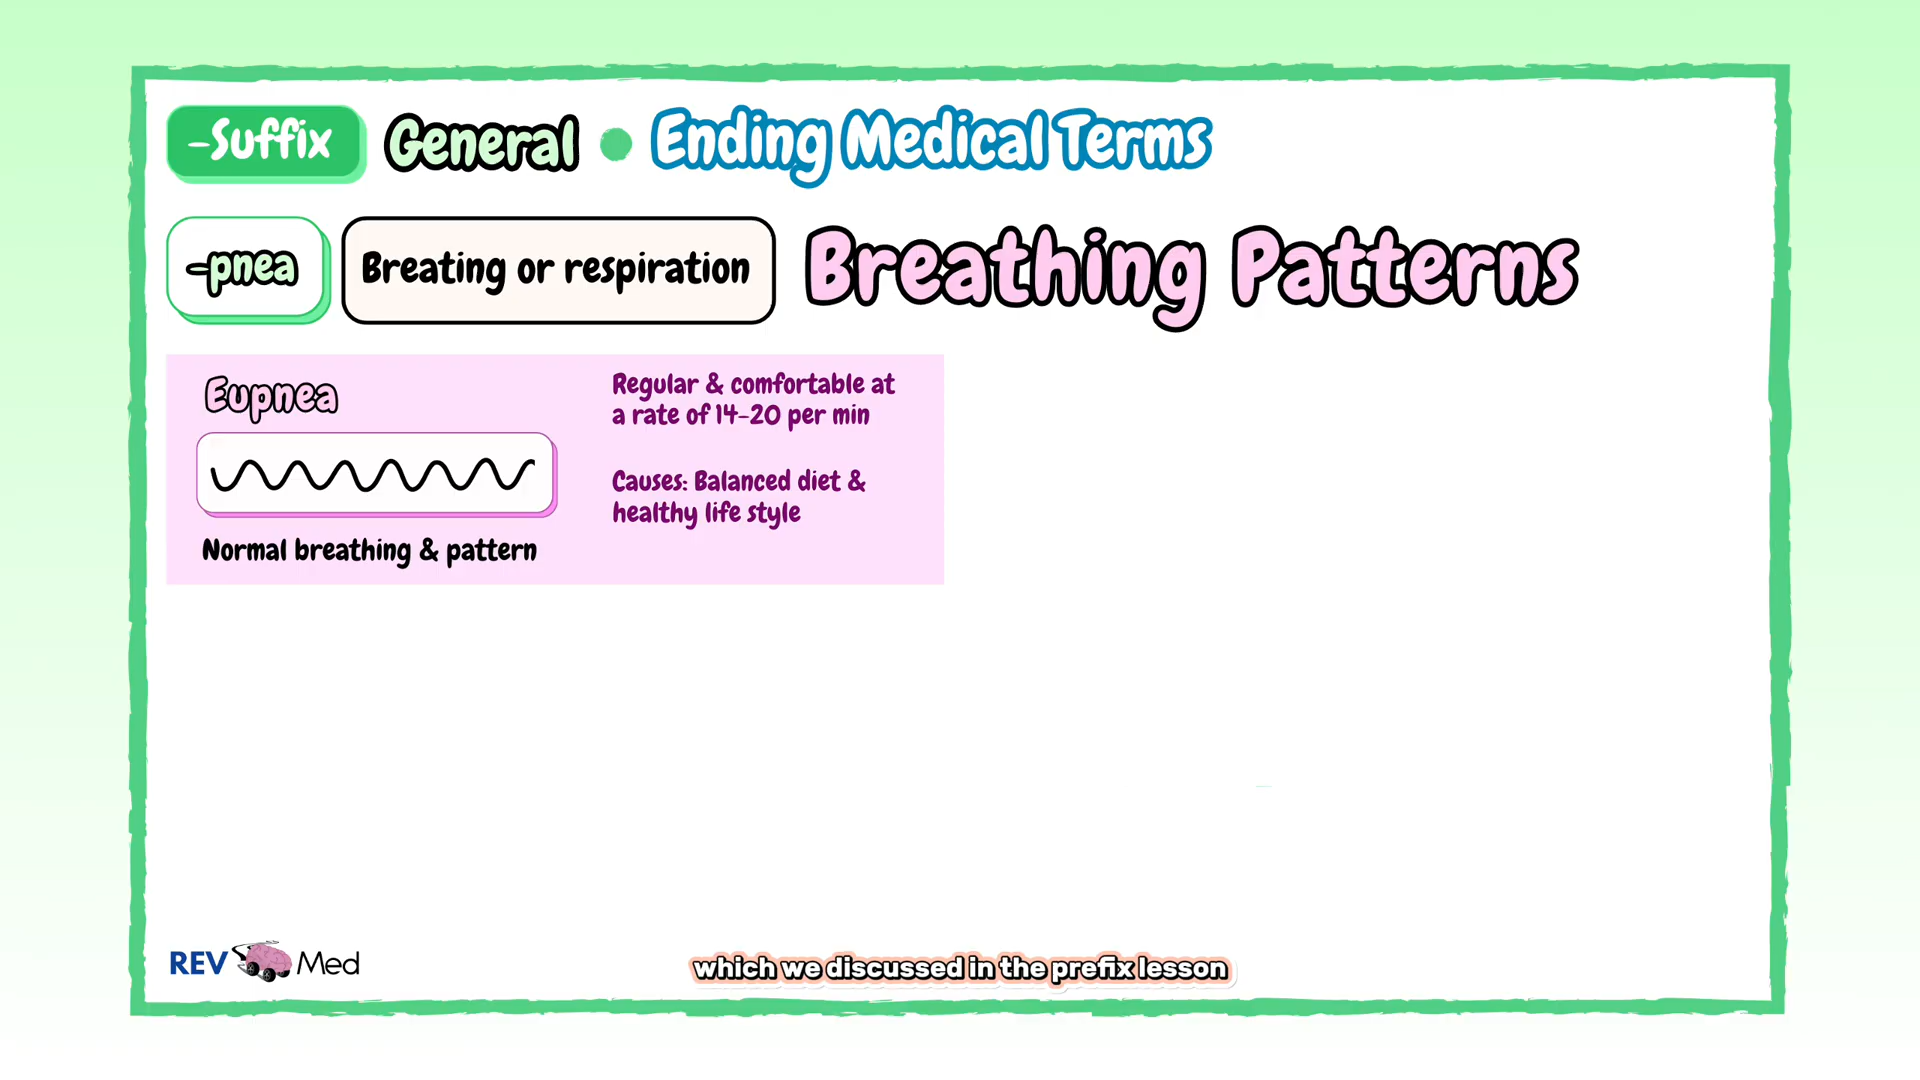 -Suffix General • Ending Medical Terms
-pnea Breating or respiration Breathing Patterns
Eupnea
Regular & comfortable at
a rate of 14-20 per min
Causes: Balanced diet &
healthy life style
Normal breathing & pattern
REV Med
which we discussed in the prefix lesson